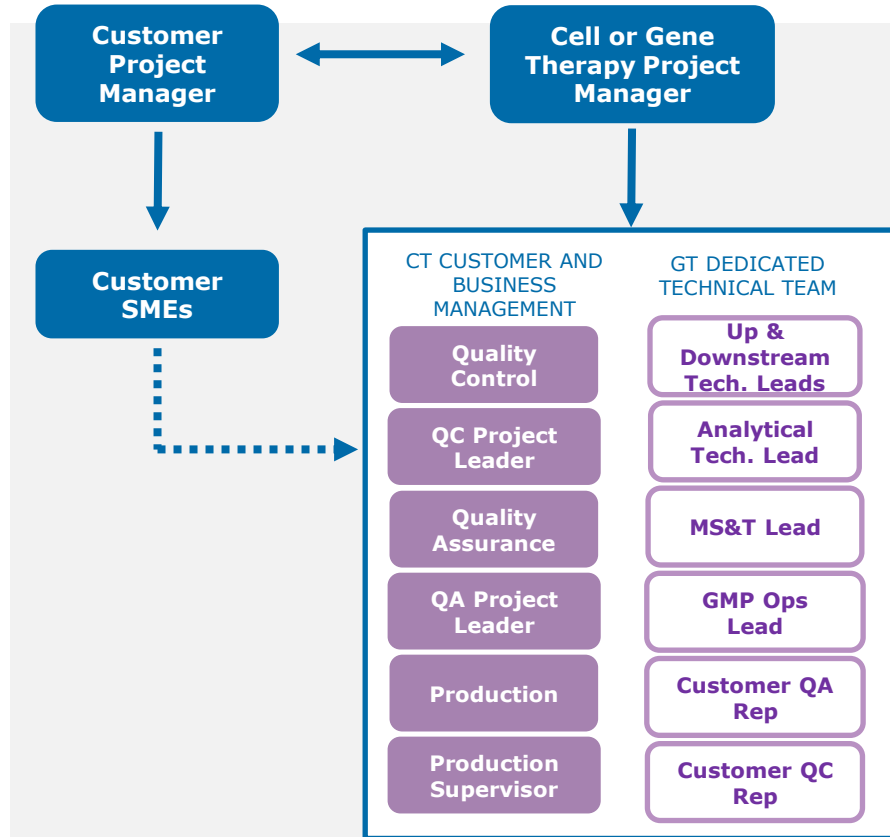 Customer
Project
Manager
Cell or Gene
Therapy Project
Manager
Customer
SMEs
CT CUSTOMER AND
BUSINESS
MANAGEMENT
Quality
Control
QC Project
Leader
Quality
Assurance
QA Project
Leader
Production
Production
Supervisor
GT DEDICATED
TECHNICAL TEAM
Up &
Downstream
Tech. Leads
Analytical
Tech. Lead
MS&T Lead
GMP Ops
Lead
Customer QA
Rep
Customer QC
Rep